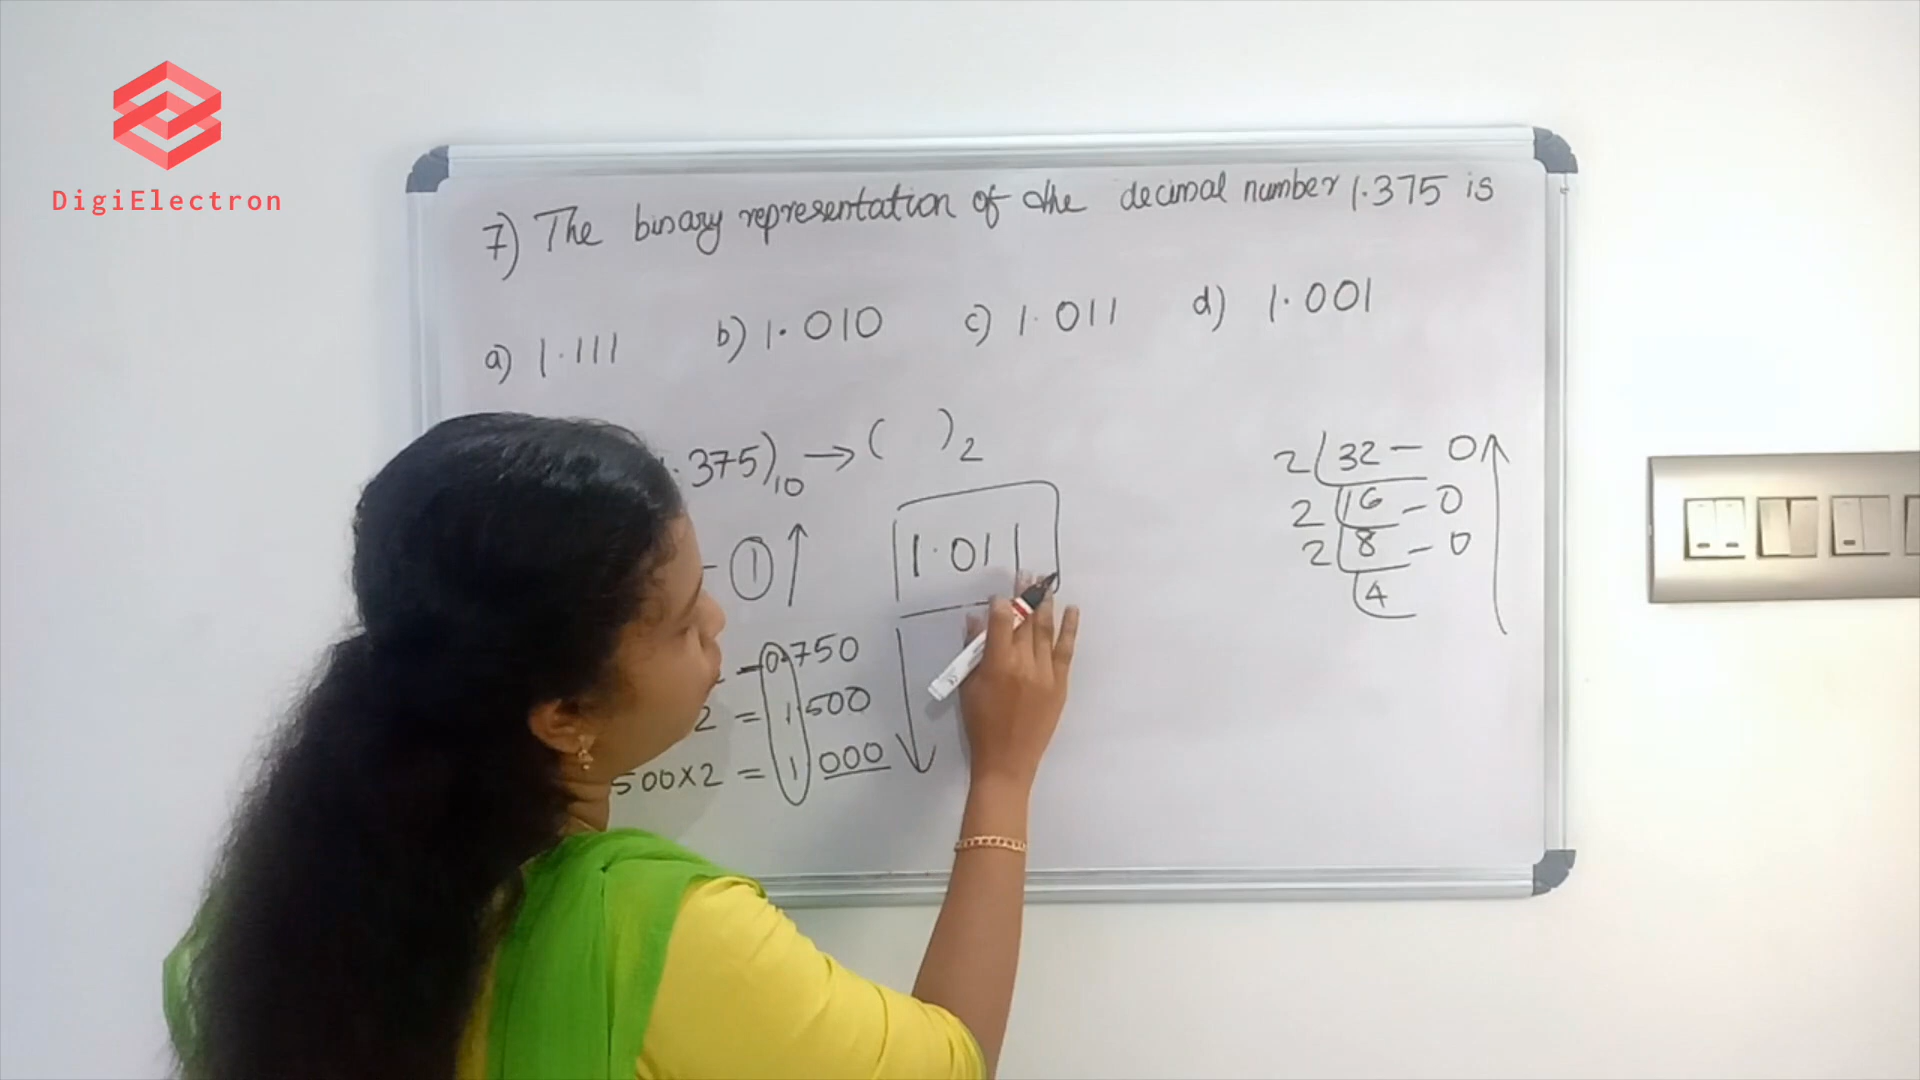 DigiElectron
7) The binary representation of the decimal number 1.375 is
a) 1.111 b) 1.010 c) 1.011 d) 1.001
.375)10 → ( )2
- 1
1.011
- 0.750
2 = 1.500
500x2 = 1.000
2 32 - 0
2 16 - 0
2 8 - 0
4